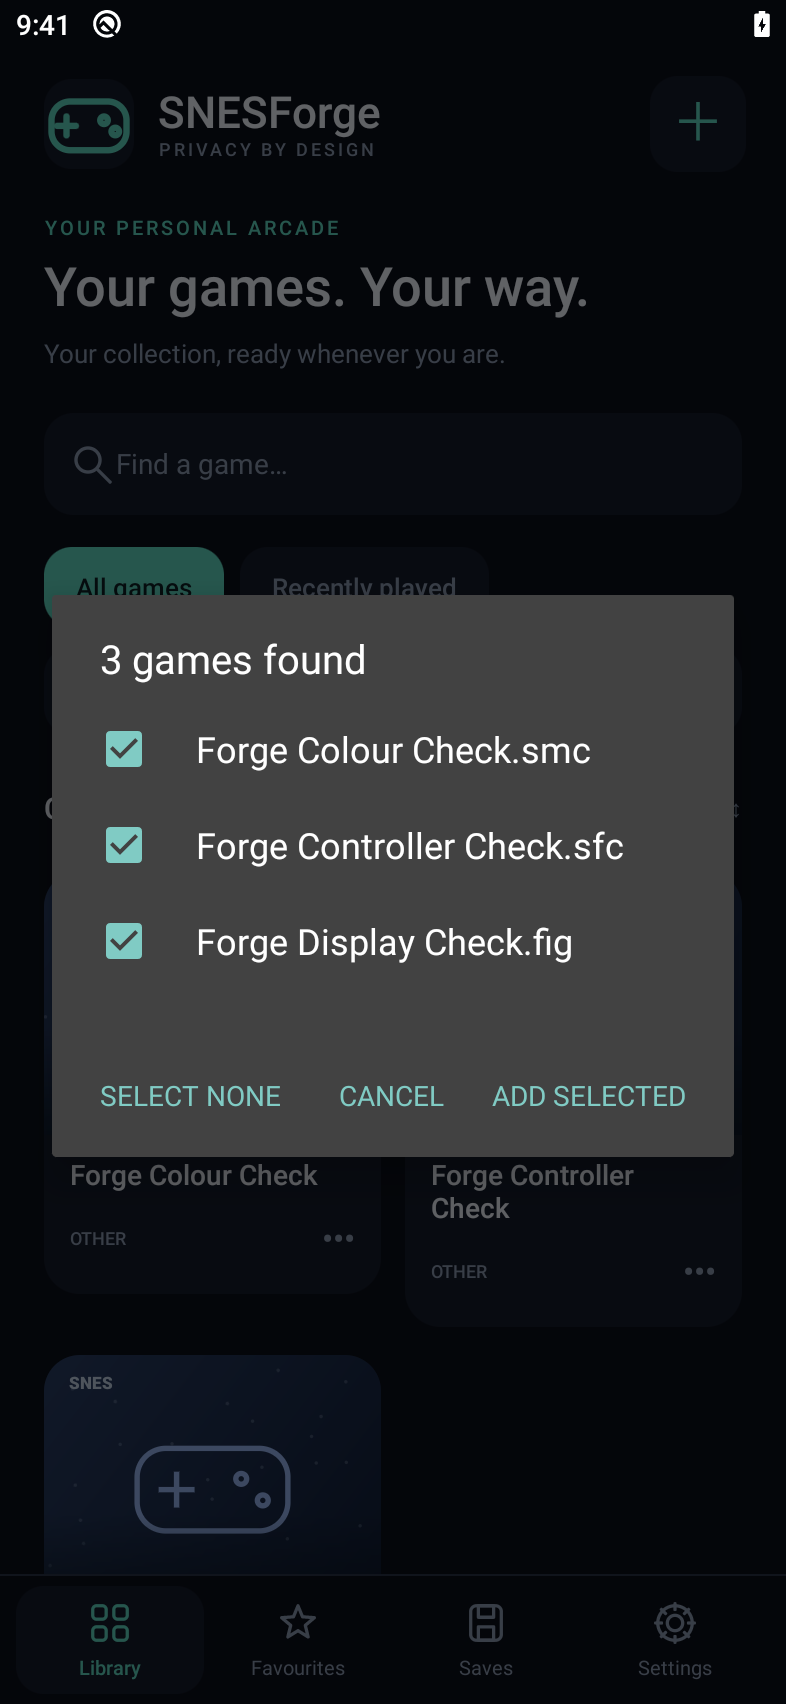 9:41
SNESForge
PRIVACY BY DESIGN
YOUR PERSONAL ARCADE
Your games. Your way.
Your collection, ready whenever you are.
Find a game...
All games
Recently played
3 games found
Forge Colour Check.smc
Forge Controller Check.sfc
Forge Display Check.fig
SELECT NONE
CANCEL
ADD SELECTED
Forge Colour Check
Forge Controller
Check
OTHER
OTHER
SNES
Library
Favourites
Saves
Settings